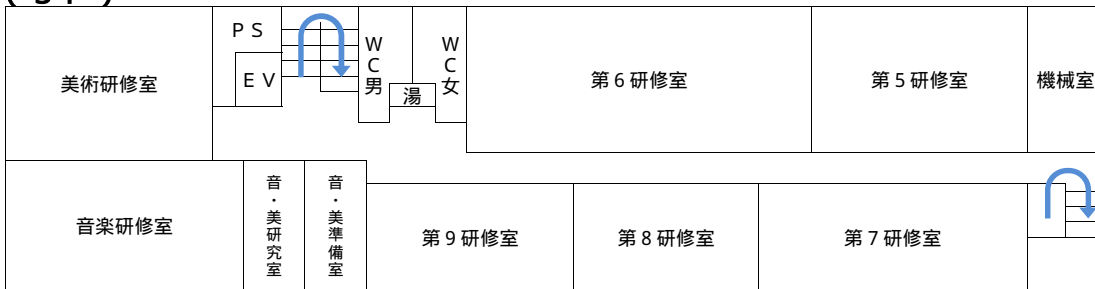 ＰＳ
ＥＶ
美術研修室
ＷＣ男
湯
ＷＣ女
第６研修室
第５研修室
機械室
音楽研修室
音・美研究室
音・美準備室
第９研修室
第８研修室
第７研修室